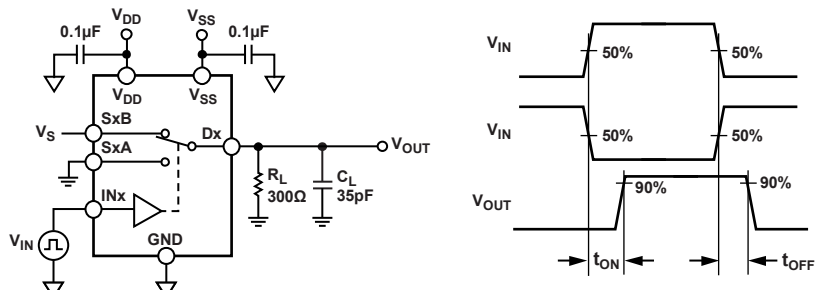 VDD
VSS
0.1µF
0.1µF
VDD
VSS
VS
SxB
SxA
Dx
VOUT
RL
300Ω
CL
35pF
INx
VIN
GND
VIN
50%
50%
VIN
50%
50%
VOUT
90%
90%
tON
tOFF